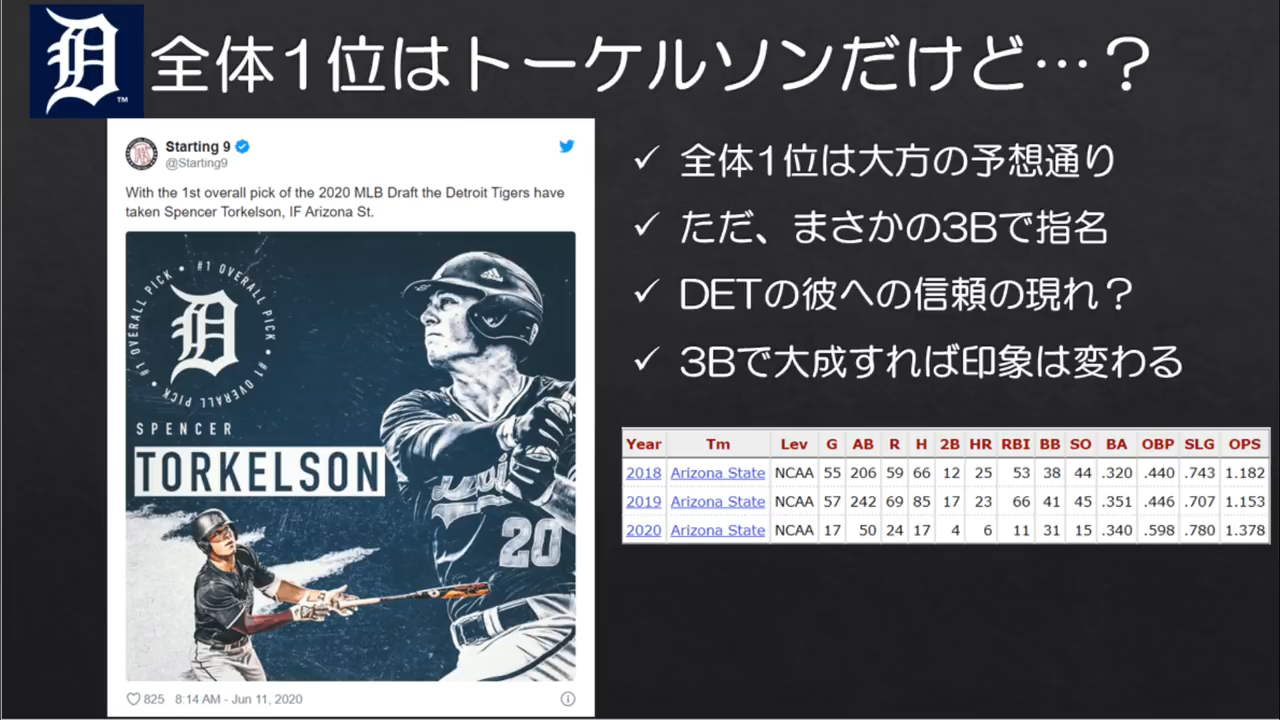 全体1位はトーケルソンだけど…？
Starting 9
@Starting9
With the 1st overall pick of the 2020 MLB Draft the Detroit Tigers have
taken Spencer Torkelson, IF Arizona St.
#1 OVERALL PICK • #1 OVERALL PICK • #1 OVERALL PICK •
SPENCER
TORKELSON
20
825 8:14 AM - Jun 11, 2020
✓ 全体1位は大方の予想通り
✓ ただ、まさかの3Bで指名
✓ DETの彼への信頼の現れ？
✓ 3Bで大成すれば印象は変わる
Year Tm Lev G AB R H 2B HR RBI BB SO BA OBP SLG OPS
2018 Arizona State NCAA 55 206 59 66 12 25 53 38 44 .320 .440 .743 1.182
2019 Arizona State NCAA 57 242 69 85 17 23 66 41 45 .351 .446 .707 1.153
2020 Arizona State NCAA 17 50 24 17 4 6 11 31 15 .340 .598 .780 1.378